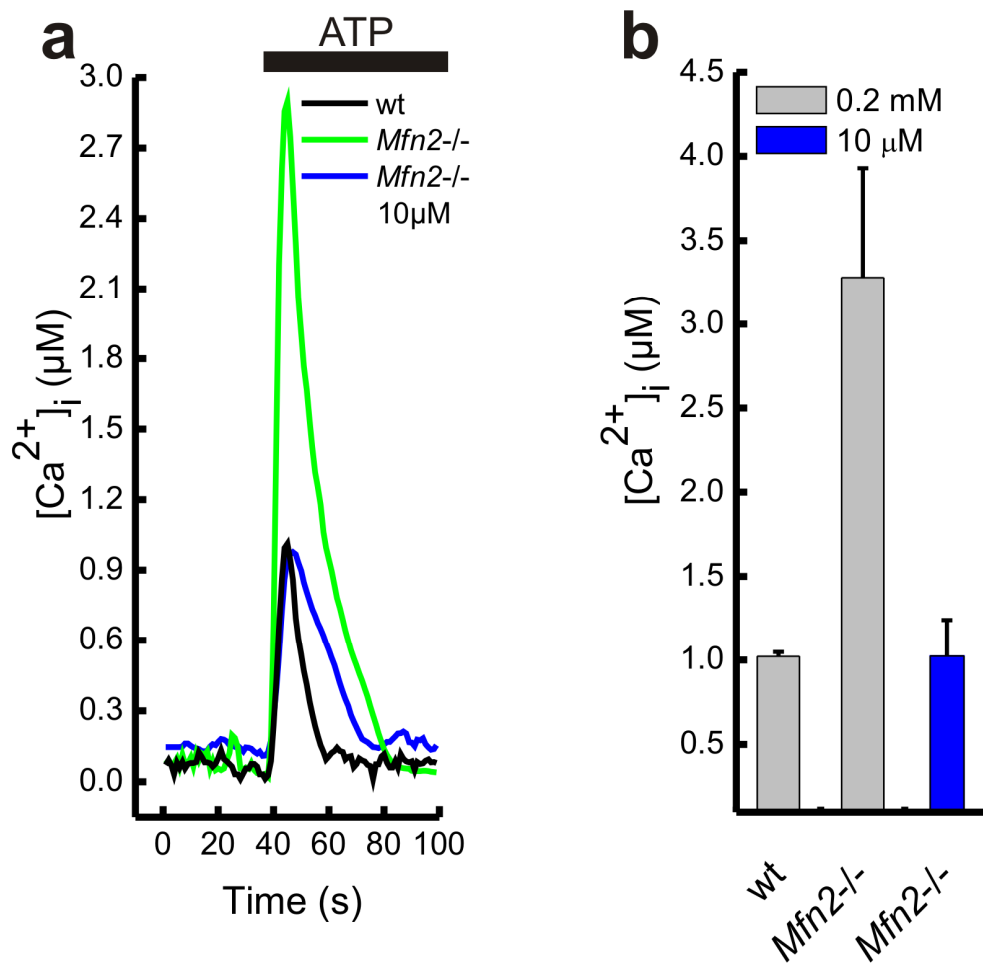 a
ATP
3.0
2.7
2.4
2.1
1.8
1.5
1.2
0.9
0.6
0.3
0.0
[Ca2+]i (μM)
wt
Mfn2-/-
Mfn2-/-
10μM
0 20 40 60 80 100
Time (s)
b
4.5
4.0
3.5
3.0
2.5
2.0
1.5
1.0
0.5
[Ca2+]i (μM)
0.2 mM
10 μM
wt
Mfn2-/-
Mfn2-/-